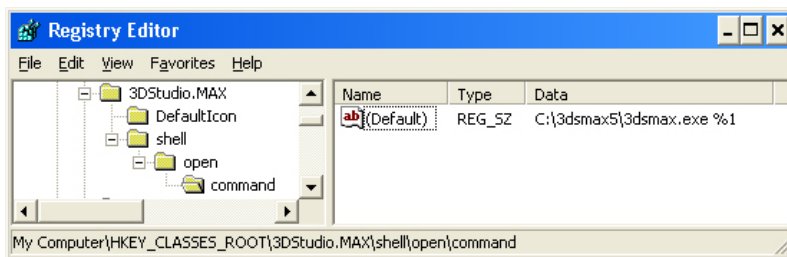 Registry Editor
File Edit View Favorites Help
3DStudio.MAX
DefaultIcon
shell
open
command
Name Type Data
ab (Default) REG_SZ C:\3dsmax5\3dsmax.exe %1
My Computer\HKEY_CLASSES_ROOT\3DStudio.MAX\shell\open\command